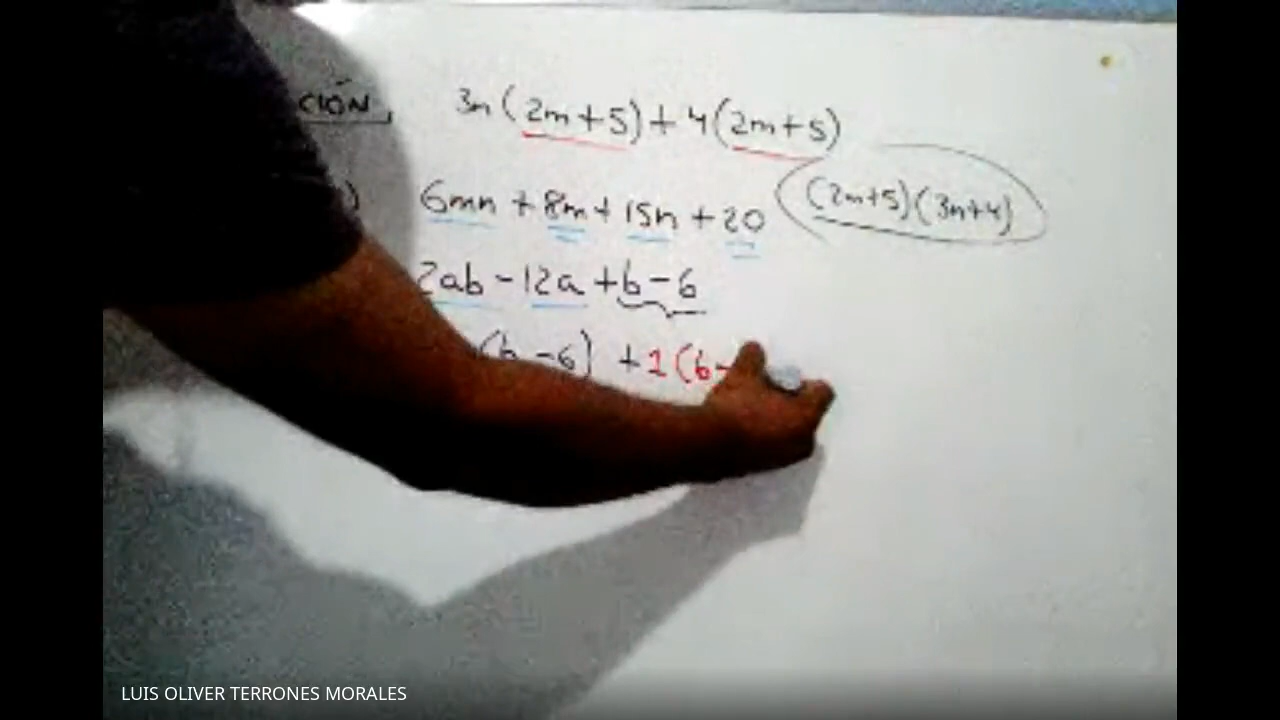 CIÓN, 3n(2m+5)+4(2m+5)
) 6mn+8m+15n+20 (2m+5)(3n+4)
2ab-12a+b-6
(b-6) +1(b-
LUIS OLIVER TERRONES MORALES